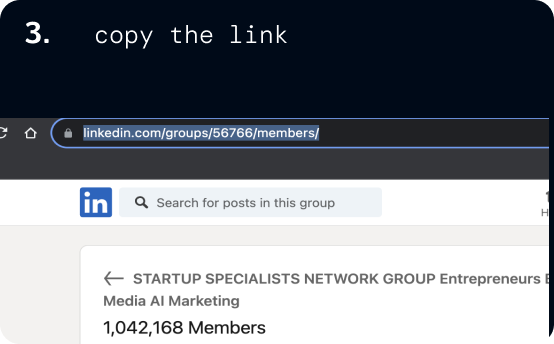 3. copy the link
linkedin.com/groups/56766/members/
in Search for posts in this group
STARTUP SPECIALISTS NETWORK GROUP Entrepreneurs
Media AI Marketing
1,042,168 Members